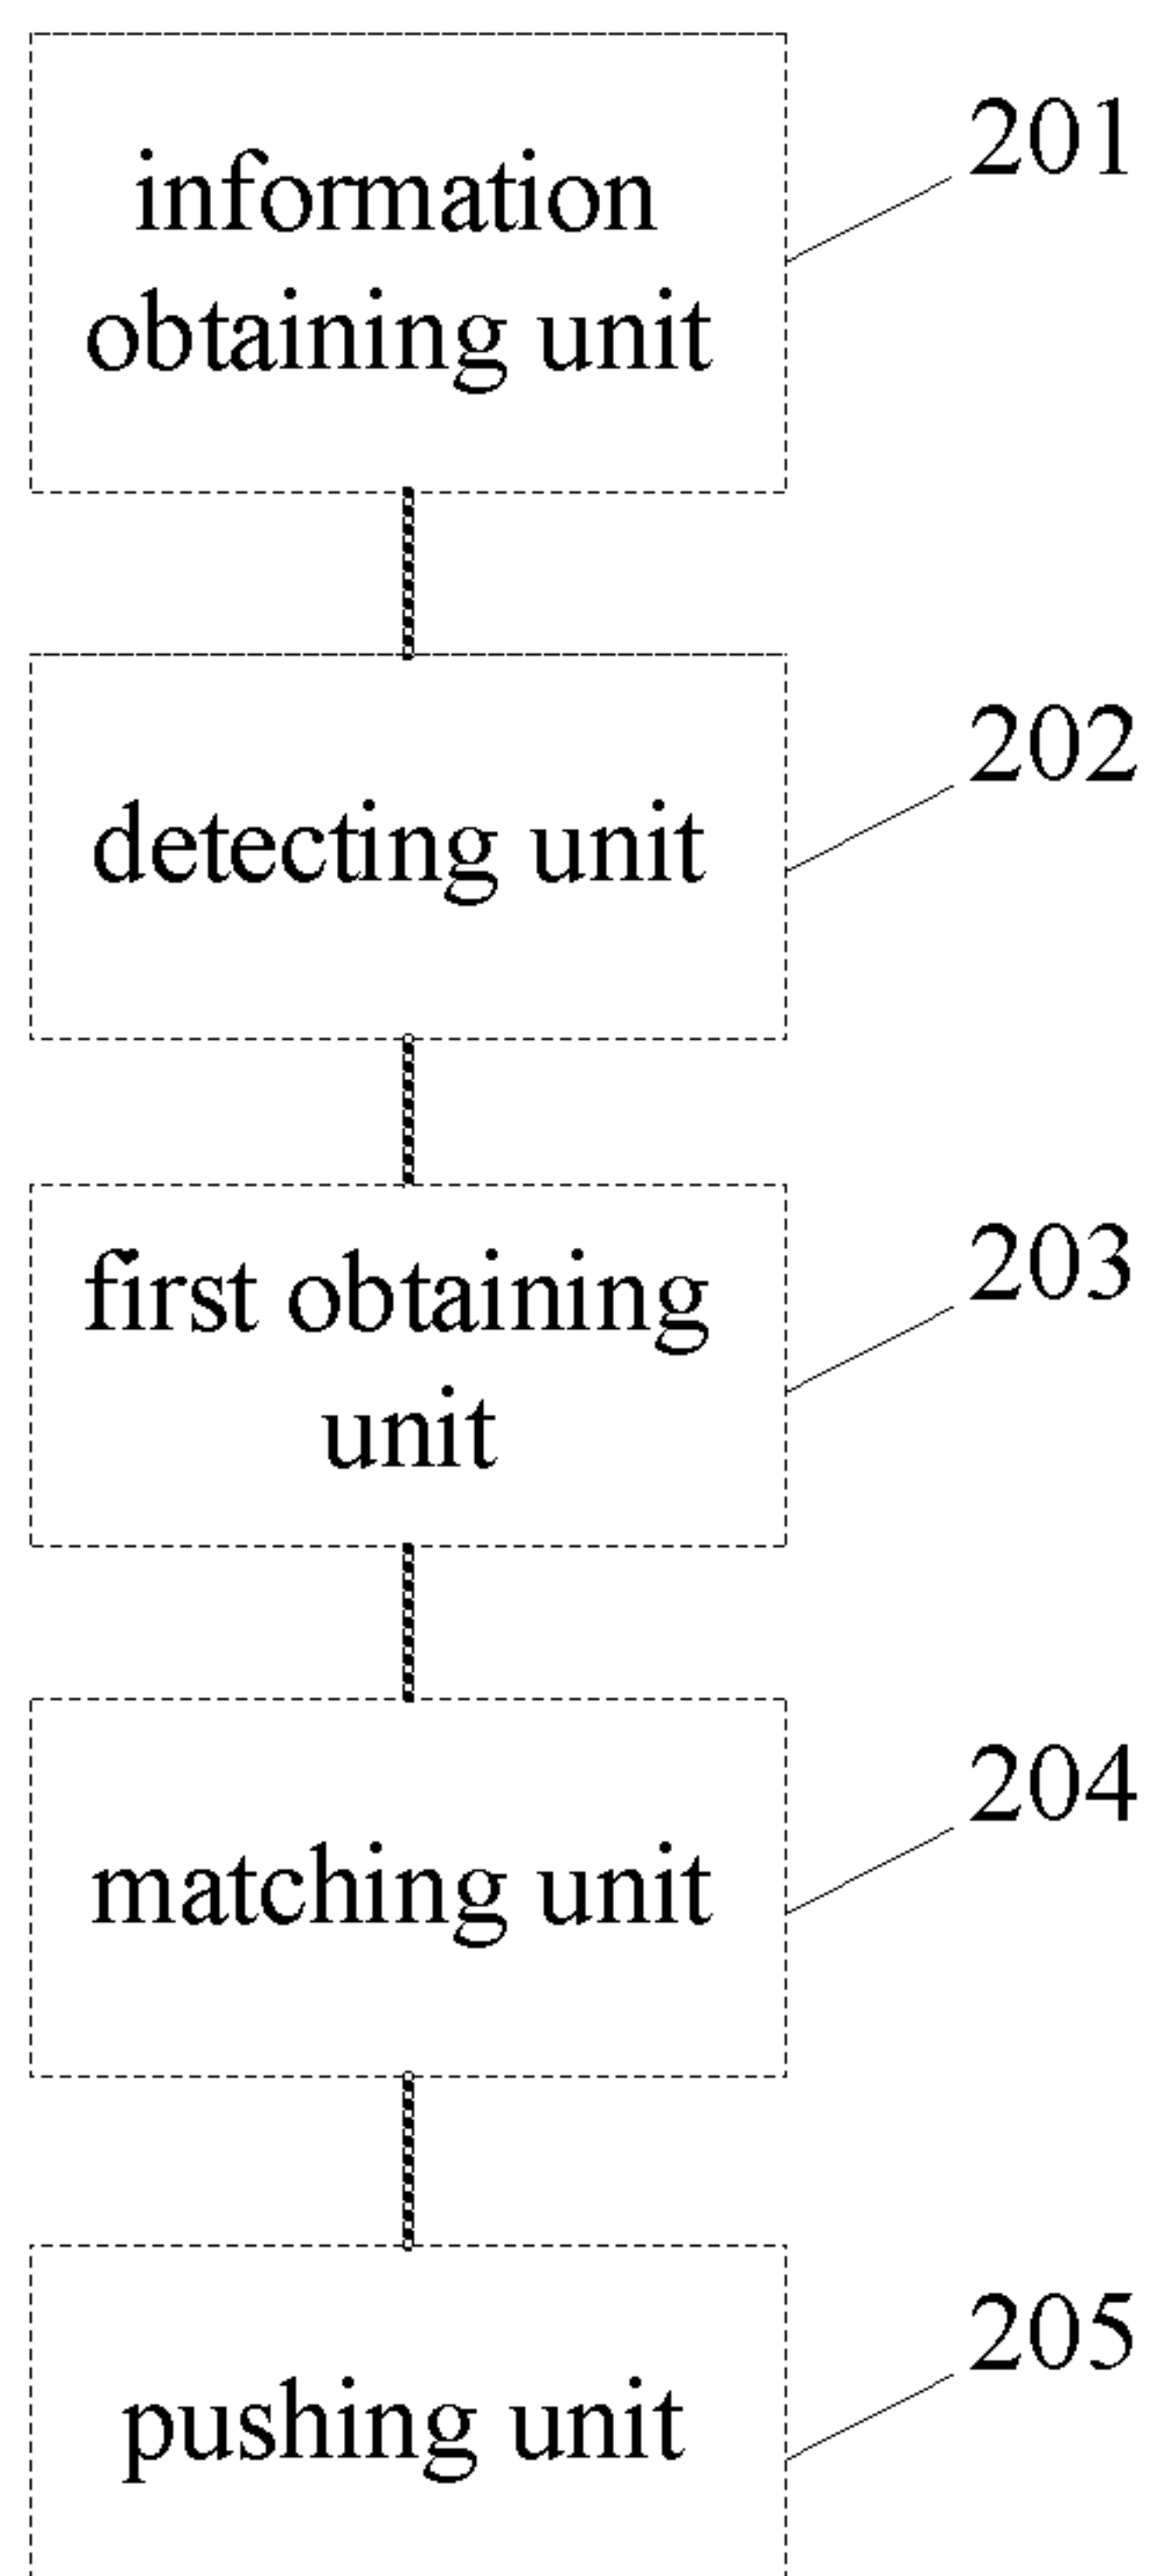 201
information
obtaining unit
202
detecting unit
203
first obtaining
unit
204
matching unit
205
pushing unit